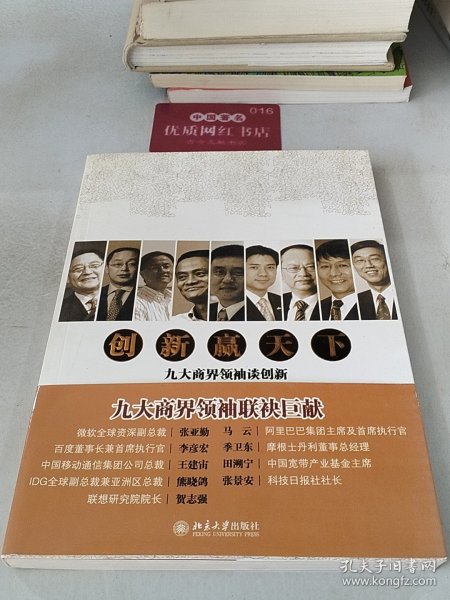 016
中国著名
优质网红书店
创新赢天下
九大商界领袖谈创新
九大商界领袖联袂巨献
微软全球资深副总裁 张亚勤 马云 阿里巴巴集团主席及首席执行官
百度董事长兼首席执行官 李彦宏 季卫东 摩根士丹利董事总经理
中国移动通信集团公司总裁 王建宙 田溯宁 中国宽带产业基金主席
IDG全球副总裁兼亚洲区总裁 熊晓鸽 张景安 科技日报社社长
联想研究院院长 贺志强
北京大学出版社
PEKING UNIVERSITY PRESS
孔夫子旧书网
www.kongfz.com